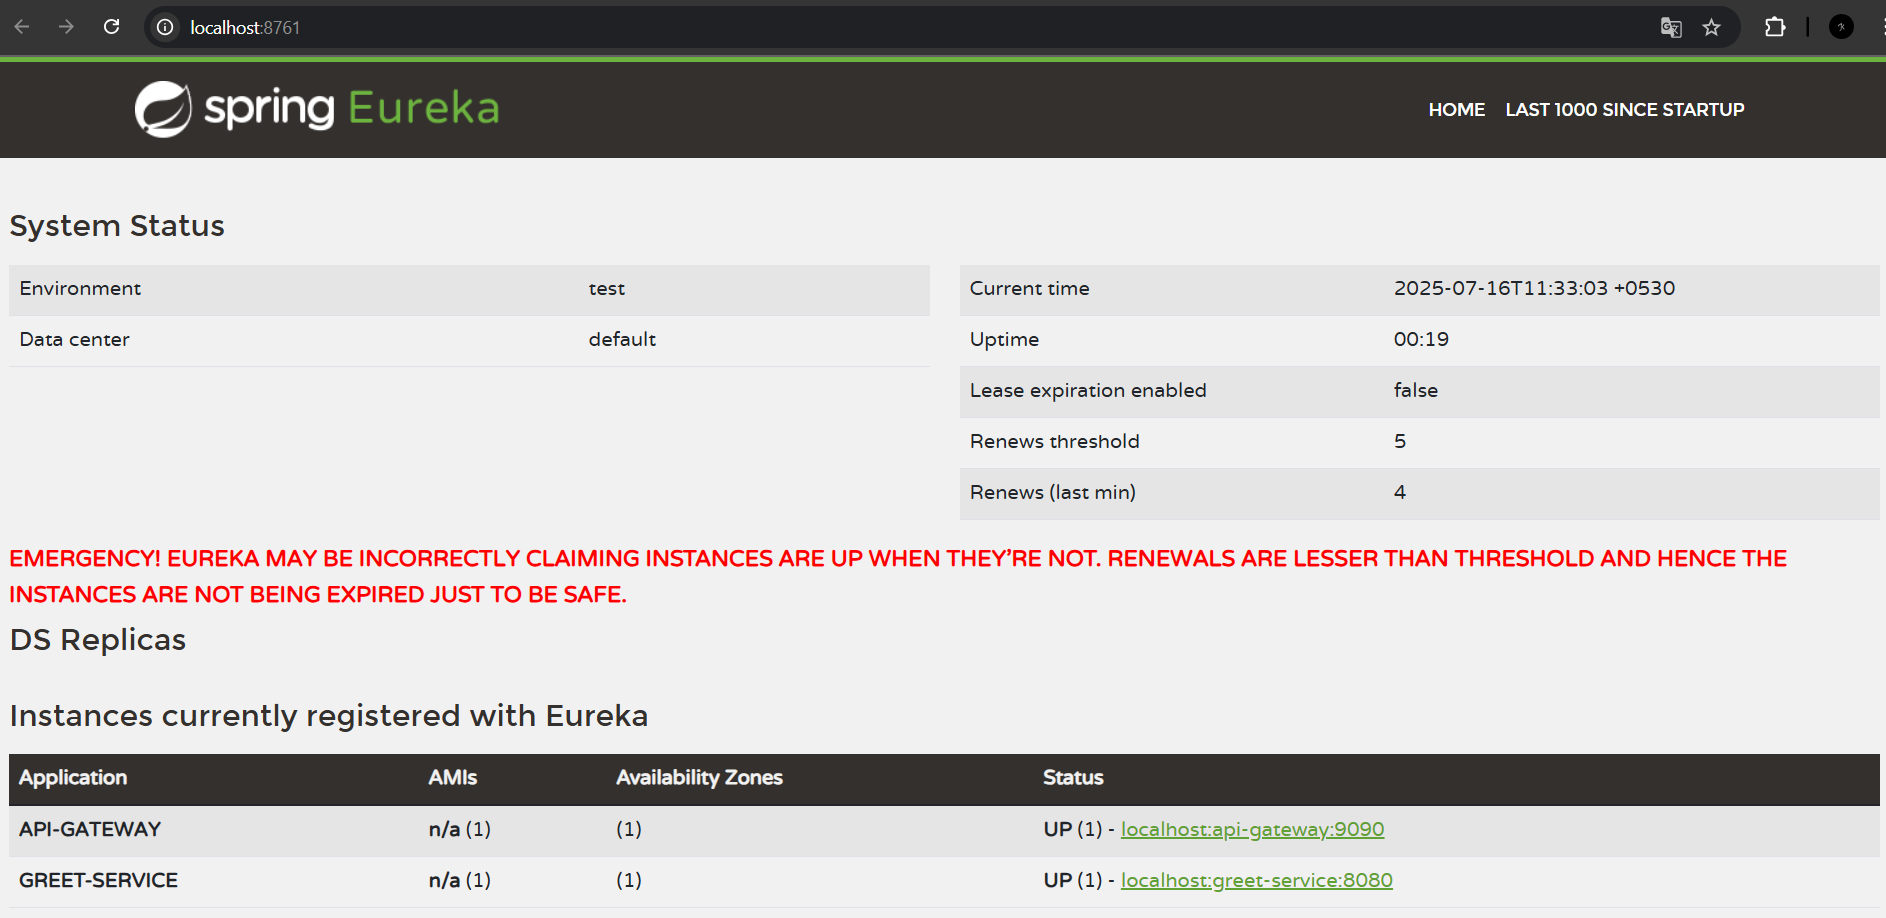 localhost:8761
spring Eureka
HOME LAST 1000 SINCE STARTUP
System Status
Environment test
Data center default
Current time 2025-07-16T11:33:03 +0530
Uptime 00:19
Lease expiration enabled false
Renews threshold 5
Renews (last min) 4
EMERGENCY! EUREKA MAY BE INCORRECTLY CLAIMING INSTANCES ARE UP WHEN THEY'RE NOT. RENEWALS ARE LESSER THAN THRESHOLD AND HENCE THE
INSTANCES ARE NOT BEING EXPIRED JUST TO BE SAFE.
DS Replicas
Instances currently registered with Eureka
Application AMIs Availability Zones Status
API-GATEWAY n/a (1) (1) UP (1) - localhost:api-gateway:9090
GREET-SERVICE n/a (1) (1) UP (1) - localhost:greet-service:8080